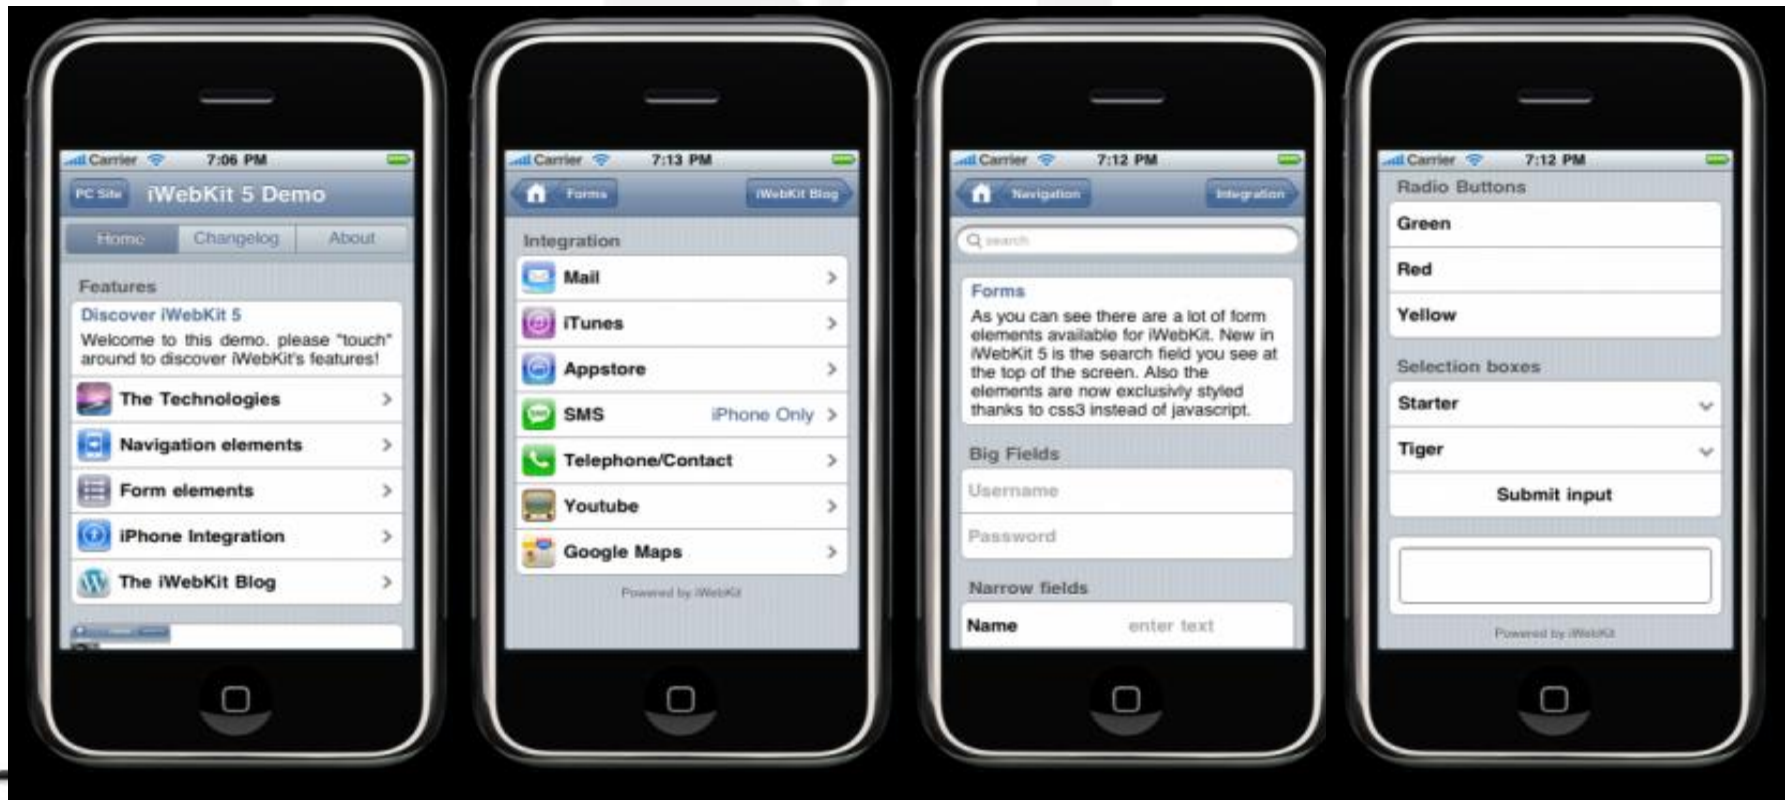 Carrier 7:06 PM
PC Site iWebKit 5 Demo
Home Changelog About
Features
Discover iWebKit 5
Welcome to this demo. please "touch"
around to discover iWebKit's features!
The Technologies
Navigation elements
Form elements
iPhone Integration
The iWebKit Blog
Carrier 7:13 PM
Forms iWebKit Blog
Integration
Mail
iTunes
Appstore
SMS iPhone Only
Telephone/Contact
Youtube
Google Maps
Powered by iWebKit
Carrier 7:12 PM
Navigation Integration
search
Forms
As you can see there are a lot of form
elements available for iWebKit. New in
iWebKit 5 is the search field you see at
the top of the screen. Also the
elements are now exclusivly styled
thanks to css3 instead of javascript.
Big Fields
Username
Password
Narrow fields
Name enter text
Carrier 7:12 PM
Radio Buttons
Green
Red
Yellow
Selection boxes
Starter
Tiger
Submit input
Powered by iWebKit